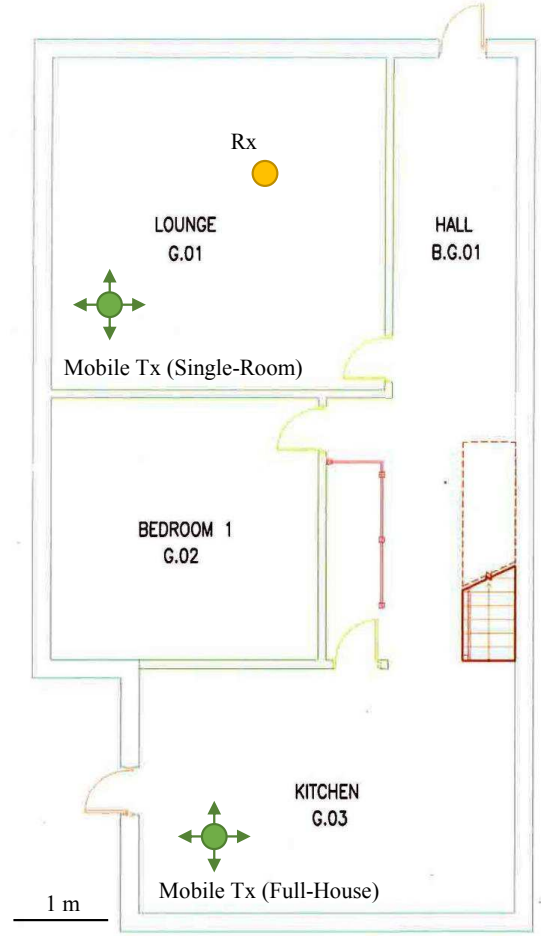 Rx
LOUNGE
G.01
HALL
B.G.01
Mobile Tx (Single-Room)
BEDROOM 1
G.02
KITCHEN
G.03
Mobile Tx (Full-House)
1 m